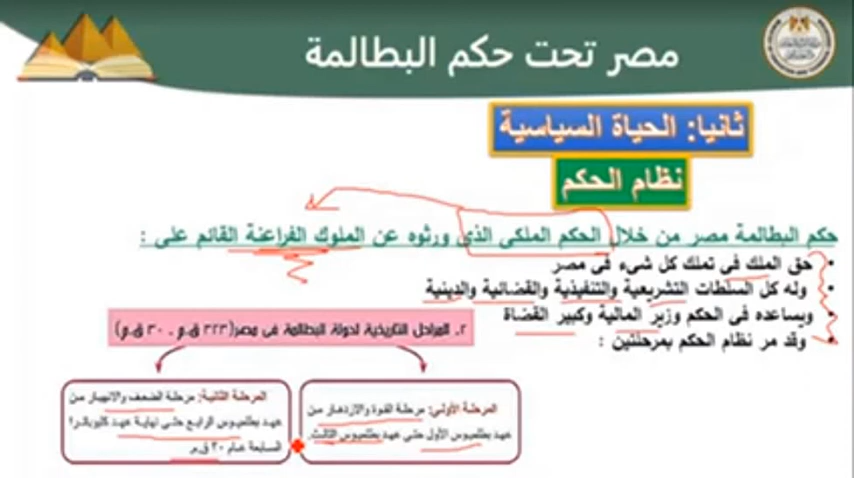 مصر تحت حكم البطالمة
ثانيا: الحياة السياسية
نظام الحكم
حكم البطالمة مصر من خلال الحكم الملكى الذى ورثوه عن الملوك الفراعنة القائم على :
• حق الملك فى تملك كل شىء فى مصر
• وله كل السلطات التشريعية والتنفيذية والقضائية والدينية
• ويساعده فى الحكم وزير المالية وكبير القضاة
• وقد مر نظام الحكم بمرحلتين :
٢. المراحل التاريخية لدولة البطالمة فى مصر(٣٢٣ ق.م ـ ٣٠ ق.م)
المرحلة الأولى: مرحلة القوة والازدهار من
عهد بطلميوس الأول حتى عهد بطلميوس الثالث.
المرحلة الثانية: مرحلة الضعف والانهيار من
عهد بطلميوس الرابع حتى نهاية عهد كليوباترا
السابعة عام ٣٠ ق.م